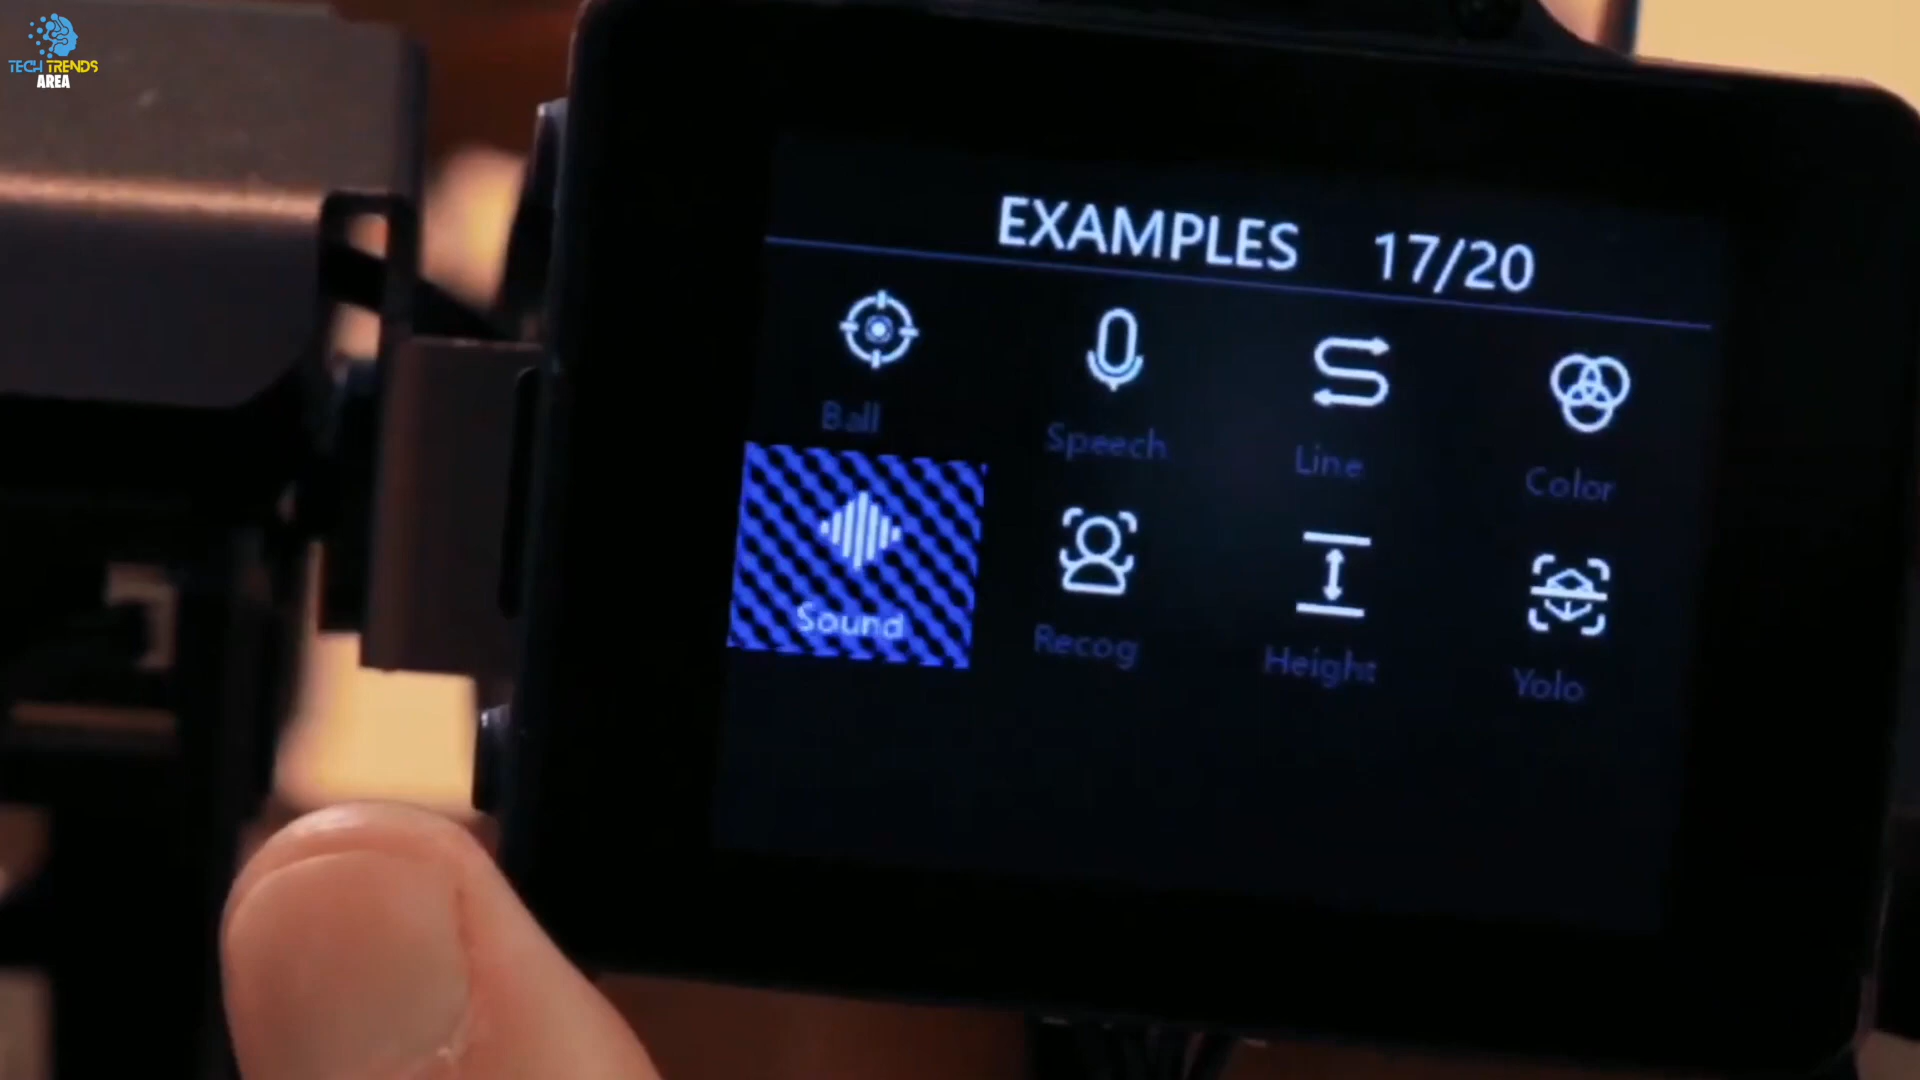 TECH TRENDS
AREA
EXAMPLES 17/20
Ball Speech Line Color
Sound Recog Height Yolo